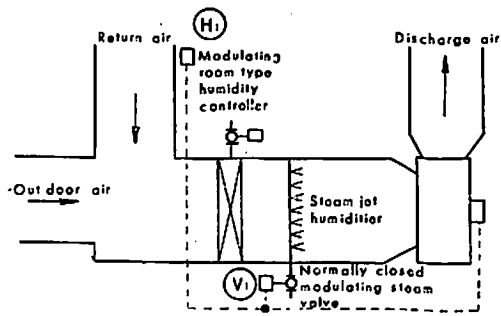 H1
Return air
Discharge air
Modulating
room type
humidity
controller
Out door air
Steam jet
humidifier
V1
Normally closed
modulating steam
valve